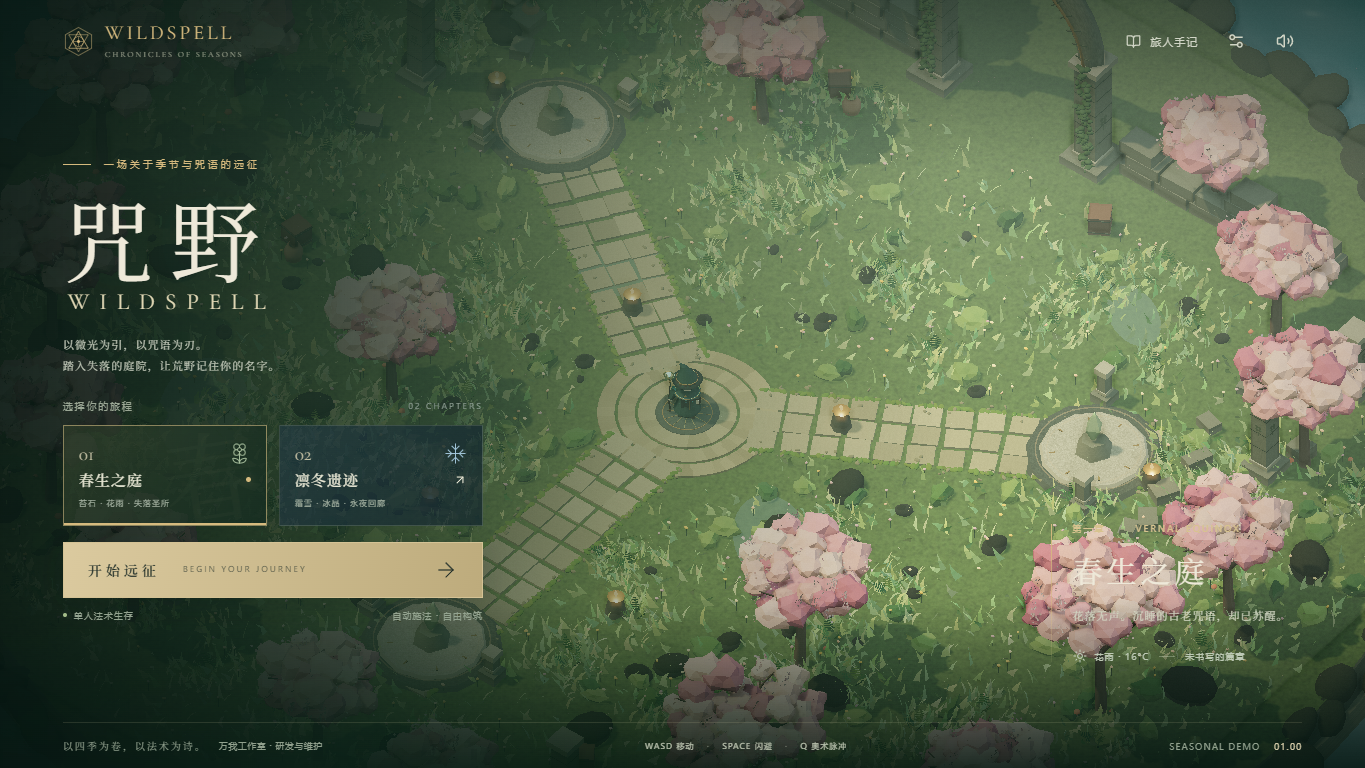 WILDSPELL
CHRONICLES OF SEASONS
旅人手记
一场关于季节与咒语的远征
咒野
WILDSPELL
以微光为引，以咒语为刃。
踏入失落的庭院，让荒野记住你的名字。
选择你的旅程
02 CHAPTERS
01
春生之庭
苔石 · 花雨 · 失落圣所
02
凛冬遗迹
霜雪 · 冰晶 · 永夜回廊
开始远征
BEGIN YOUR JOURNEY
单人法术生存
自动施法 · 自由构筑
VERNAL
春生之庭
花落无声，沉睡的古老咒语，却已苏醒。
花雨 · 16°C
未书写的篇章
以四季为卷，以法术为诗。
万我工作室 · 研发与维护
WASD 移动 · SPACE 闪避 · Q 奥术脉冲
SEASONAL DEMO 01.00